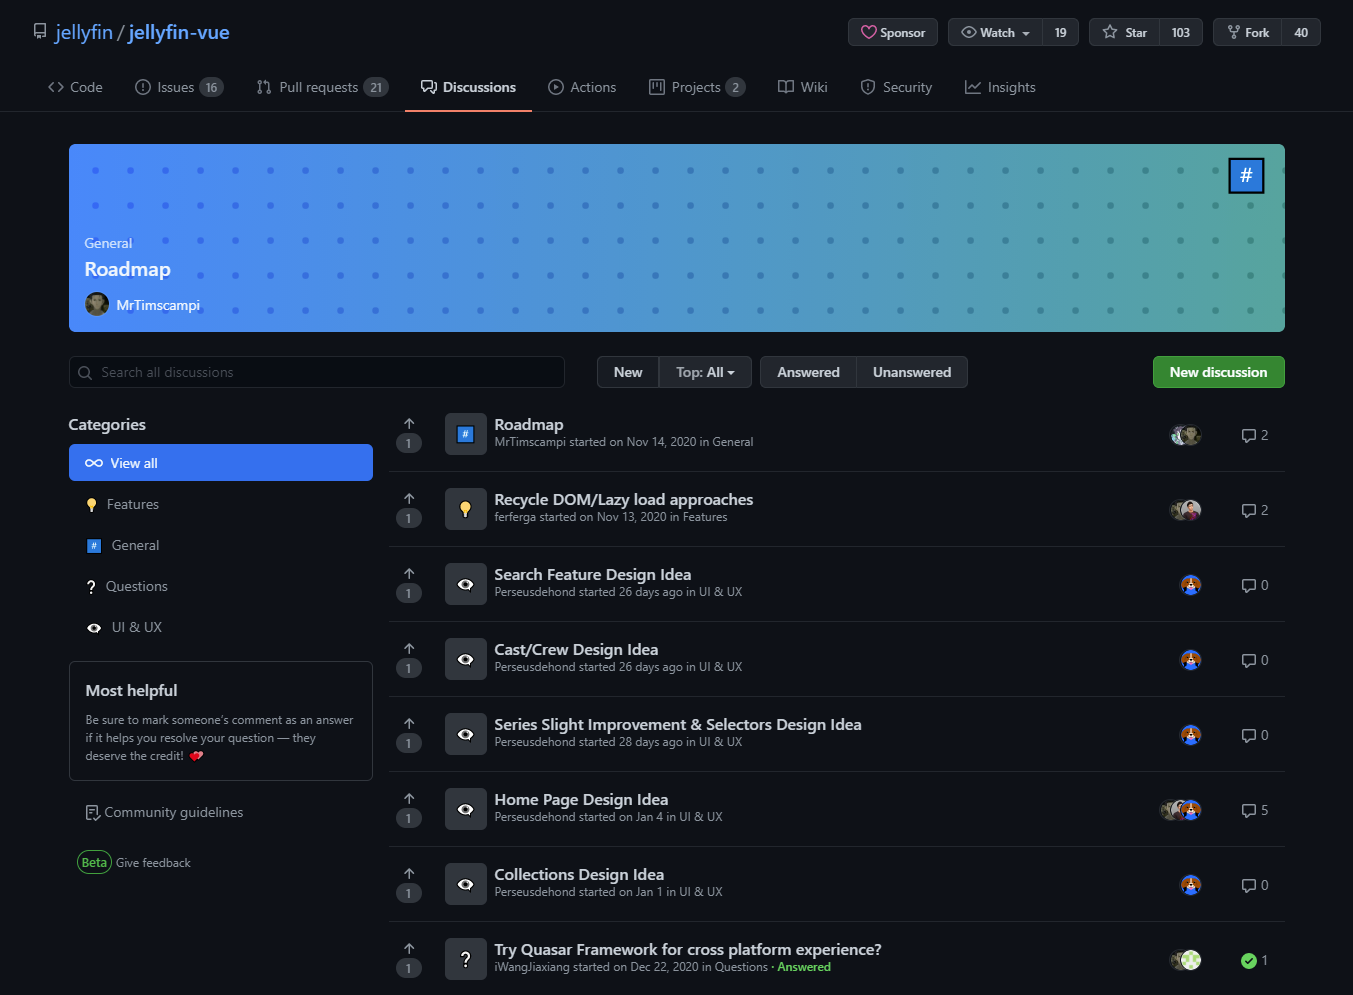 jellyfin / jellyfin-vue
Sponsor Watch 19 Star 103 Fork 40
Code Issues 16 Pull requests 21 Discussions Actions Projects 2 Wiki Security Insights
#
General
Roadmap
MrTimscampi
Search all discussions New Top: All Answered Unanswered New discussion
Categories
View all
Features
# General
? Questions
UI & UX
Most helpful
Be sure to mark someone's comment as an answer
if it helps you resolve your question — they
deserve the credit!
Community guidelines
Beta Give feedback
Roadmap
1 # MrTimscampi started on Nov 14, 2020 in General 2
Recycle DOM/Lazy load approaches
1 ferferga started on Nov 13, 2020 in Features 2
Search Feature Design Idea
1 Perseusdehond started 26 days ago in UI & UX 0
Cast/Crew Design Idea
1 Perseusdehond started 26 days ago in UI & UX 0
Series Slight Improvement & Selectors Design Idea
1 Perseusdehond started 28 days ago in UI & UX 0
Home Page Design Idea
1 Perseusdehond started on Jan 4 in UI & UX 5
Collections Design Idea
1 Perseusdehond started on Jan 1 in UI & UX 0
Try Quasar Framework for cross platform experience?
1 ? iWangJiaxiang started on Dec 22, 2020 in Questions · Answered 1